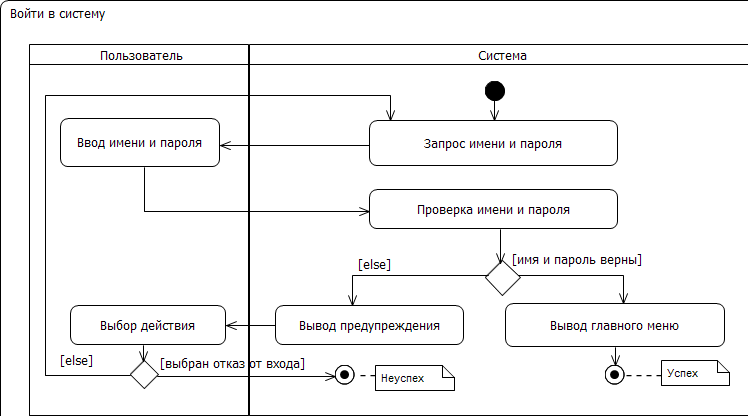 Войти в систему
Пользователь
Система
Ввод имени и пароля
Запрос имени и пароля
Проверка имени и пароля
[else]
[имя и пароль верны]
Выбор действия
Вывод предупреждения
Вывод главного меню
[else]
[выбран отказ от входа]
Неуспех
Успех